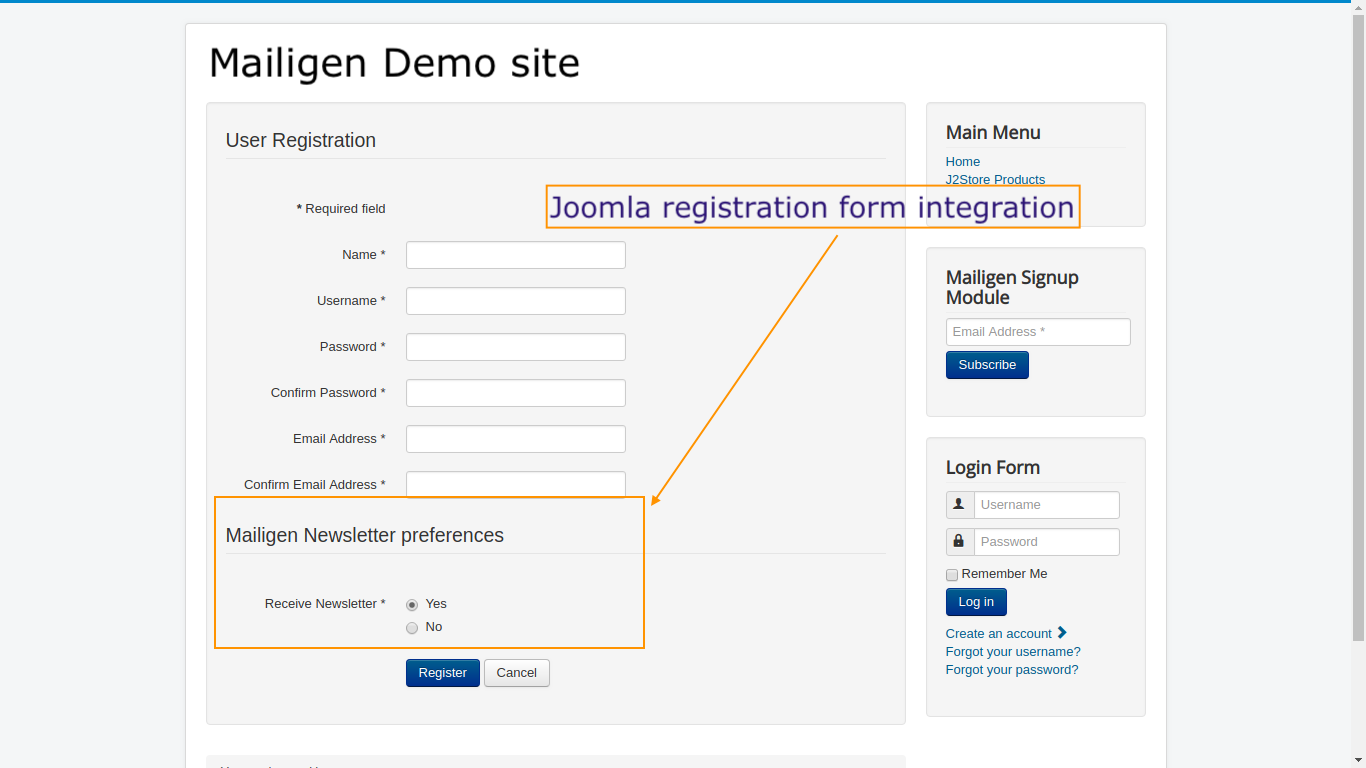 Mailigen Demo site
User Registration
* Required field
Name *
Username *
Password *
Confirm Password *
Email Address *
Confirm Email Address *
Mailigen Newsletter preferences
Receive Newsletter *
Yes
No
Register
Cancel
Joomla registration form integration
Main Menu
Home
J2Store Products
Mailigen Signup
Module
Email Address *
Subscribe
Login Form
Username
Password
Remember Me
Log in
Create an account
Forgot your username?
Forgot your password?